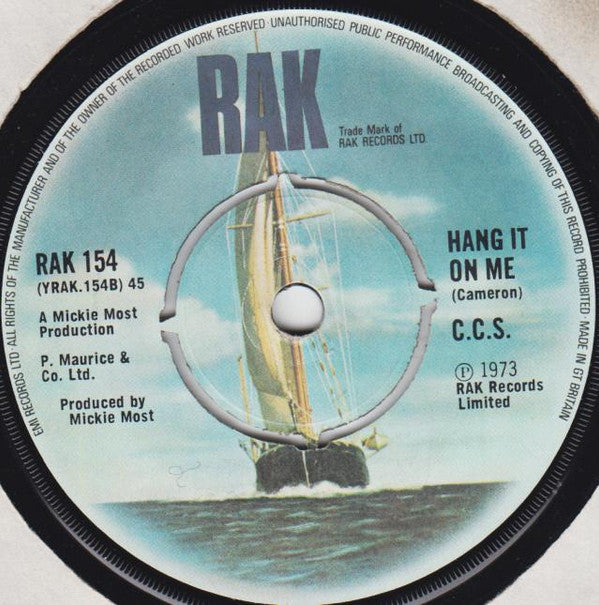 EMI RECORDS LTD · ALL RIGHTS OF THE MANUFACTURER AND OF THE OWNER OF THE RECORDED WORK RESERVED · UNAUTHORISED PUBLIC PERFORMANCE BROADCASTING AND COPYING OF THIS RECORD PROHIBITED · MADE IN GT BRITAIN
RAK
Trade Mark of
RAK RECORDS LTD.
RAK 154
(YRAK.154B) 45
A Mickie Most
Production
P. Maurice &
Co. Ltd.
Produced by
Mickie Most
HANG IT
ON ME
(Cameron)
C.C.S.
Ⓟ 1973
RAK Records
Limited